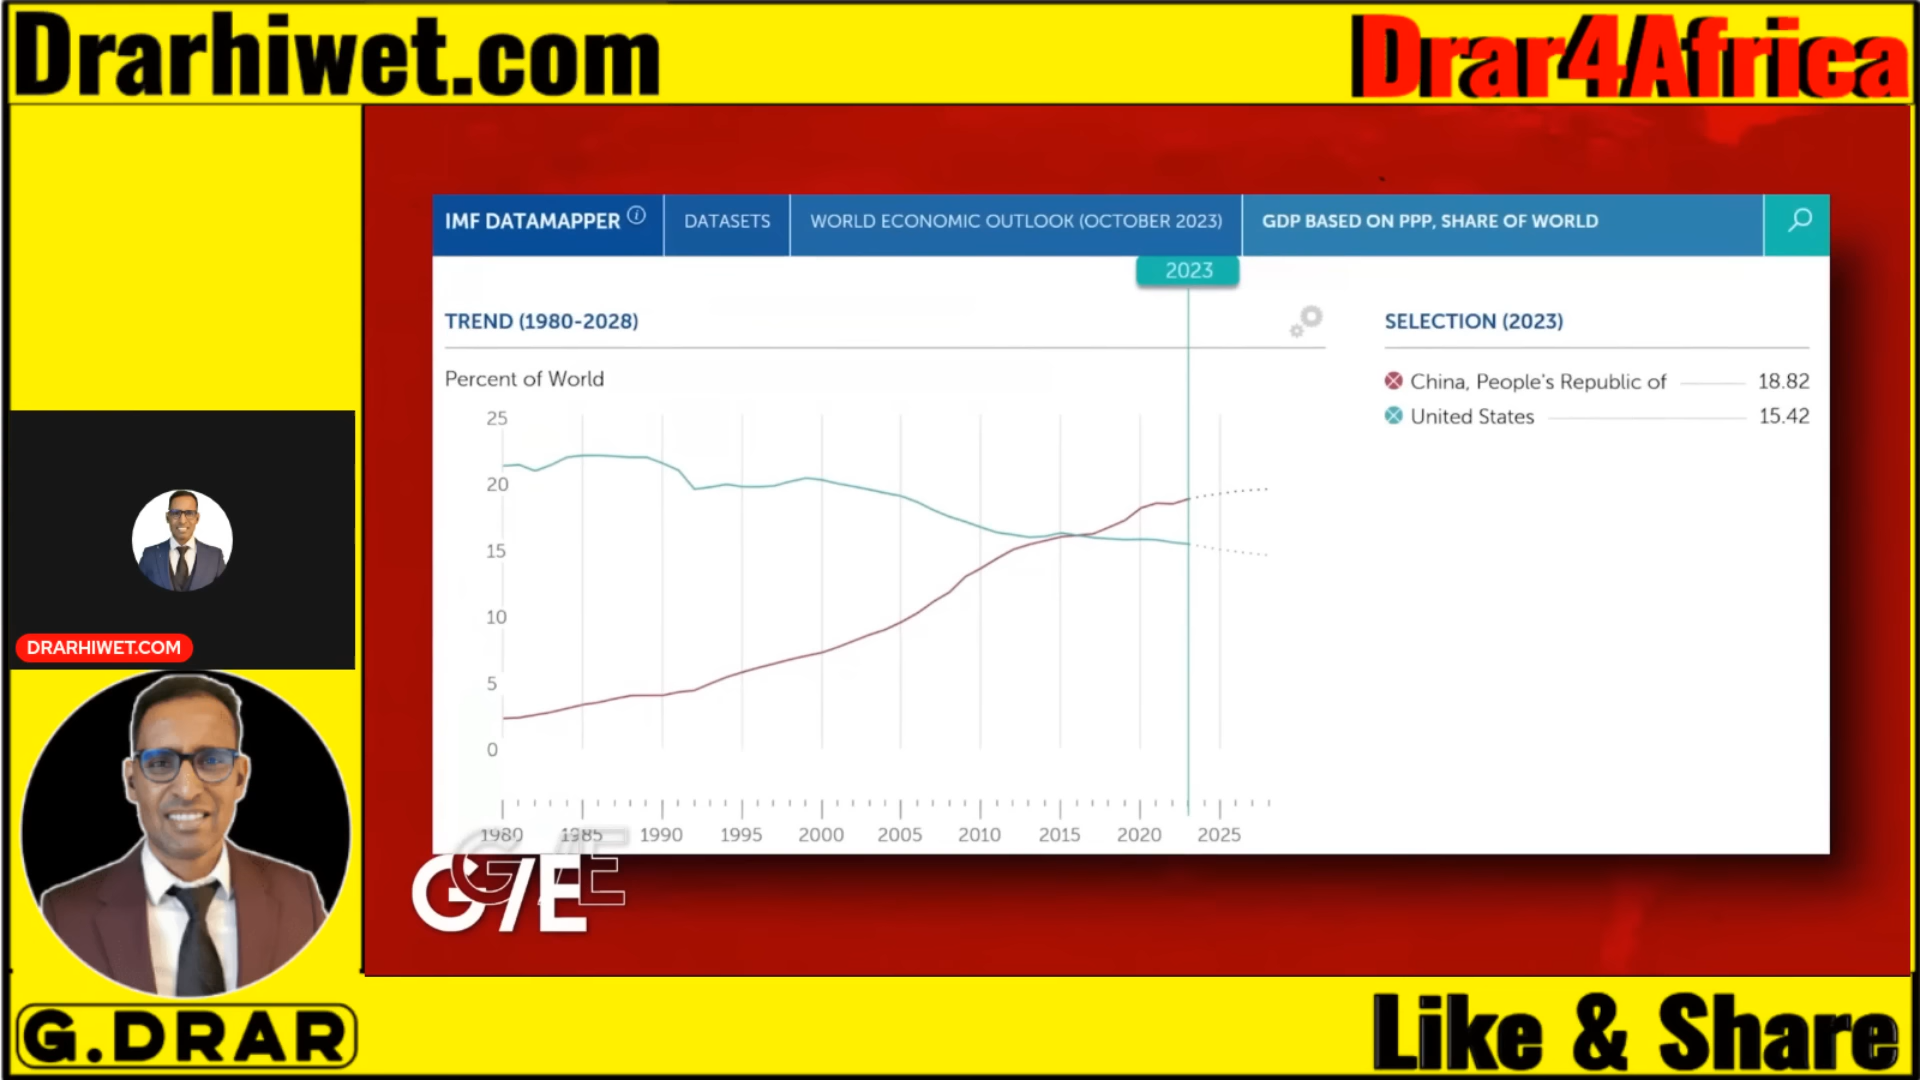 Drarhiwet.com
Drar4Africa
IMF DATAMAPPER i
DATASETS
WORLD ECONOMIC OUTLOOK (OCTOBER 2023)
GDP BASED ON PPP, SHARE OF WORLD
2023
TREND (1980-2028)
Percent of World
25
20
15
10
5
0
1980 1985 1990 1995 2000 2005 2010 2015 2020 2025
SELECTION (2023)
China, People's Republic of 18.82
United States 15.42
DRARHIWET.COM
G/E
G/E
G.DRAR
Like & Share